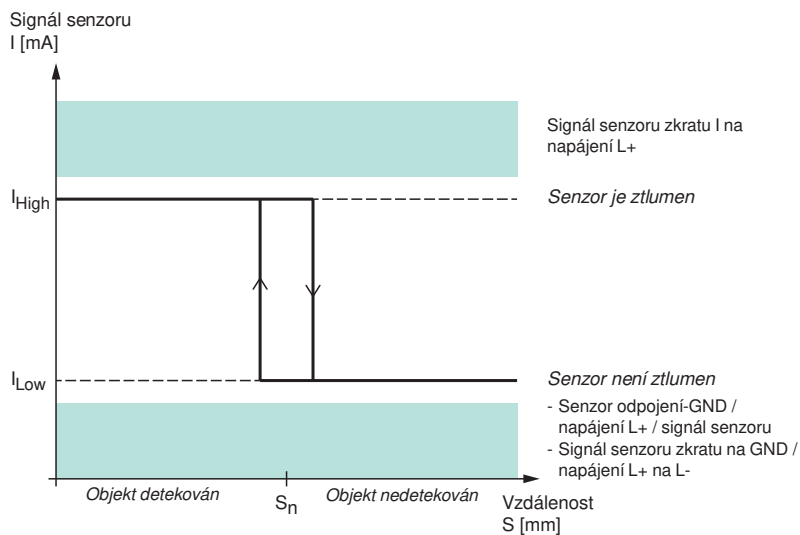 Signál senzoru
I [mA]
Signál senzoru zkratu I na
napájení L+
IHigh
Senzor je ztlumen
ILow
Senzor není ztlumen
- Senzor odpojení-GND /
napájení L+ / signál senzoru
- Signál senzoru zkratu na GND /
napájení L+ na L-
Objekt detekován
Sn
Objekt nedetekován
Vzdálenost
S [mm]